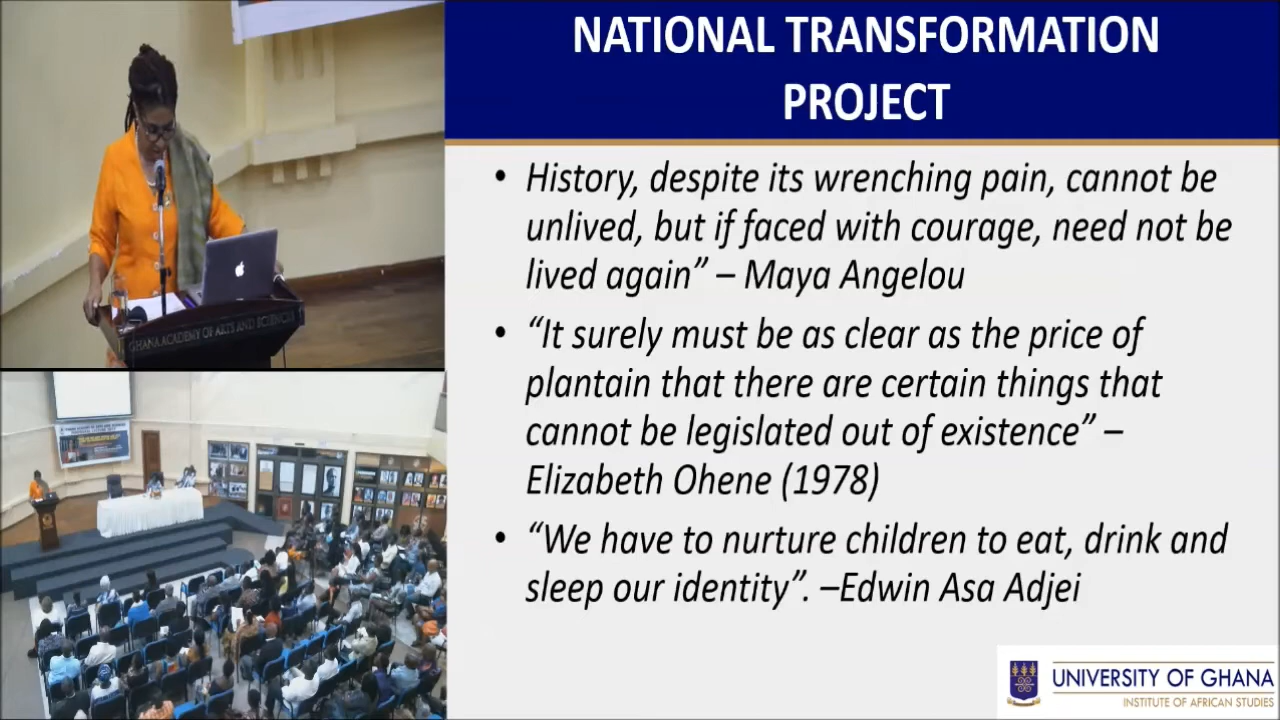 NATIONAL TRANSFORMATION
PROJECT
• History, despite its wrenching pain, cannot be
unlived, but if faced with courage, need not be
lived again” – Maya Angelou
• “It surely must be as clear as the price of
plantain that there are certain things that
cannot be legislated out of existence” –
Elizabeth Ohene (1978)
• “We have to nurture children to eat, drink and
sleep our identity”. –Edwin Asa Adjei
UNIVERSITY OF GHANA
INSTITUTE OF AFRICAN STUDIES
GHANA ACADEMY OF ARTS AND SCIENCES